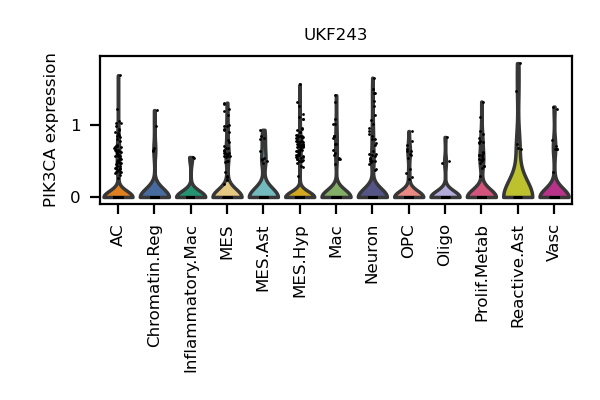 UKF243
PIK3CA expression
1
0
AC
Chromatin.Reg
Inflammatory.Mac
MES
MES.Ast
MES.Hyp
Mac
Neuron
OPC
Oligo
Prolif.Metab
Reactive.Ast
Vasc